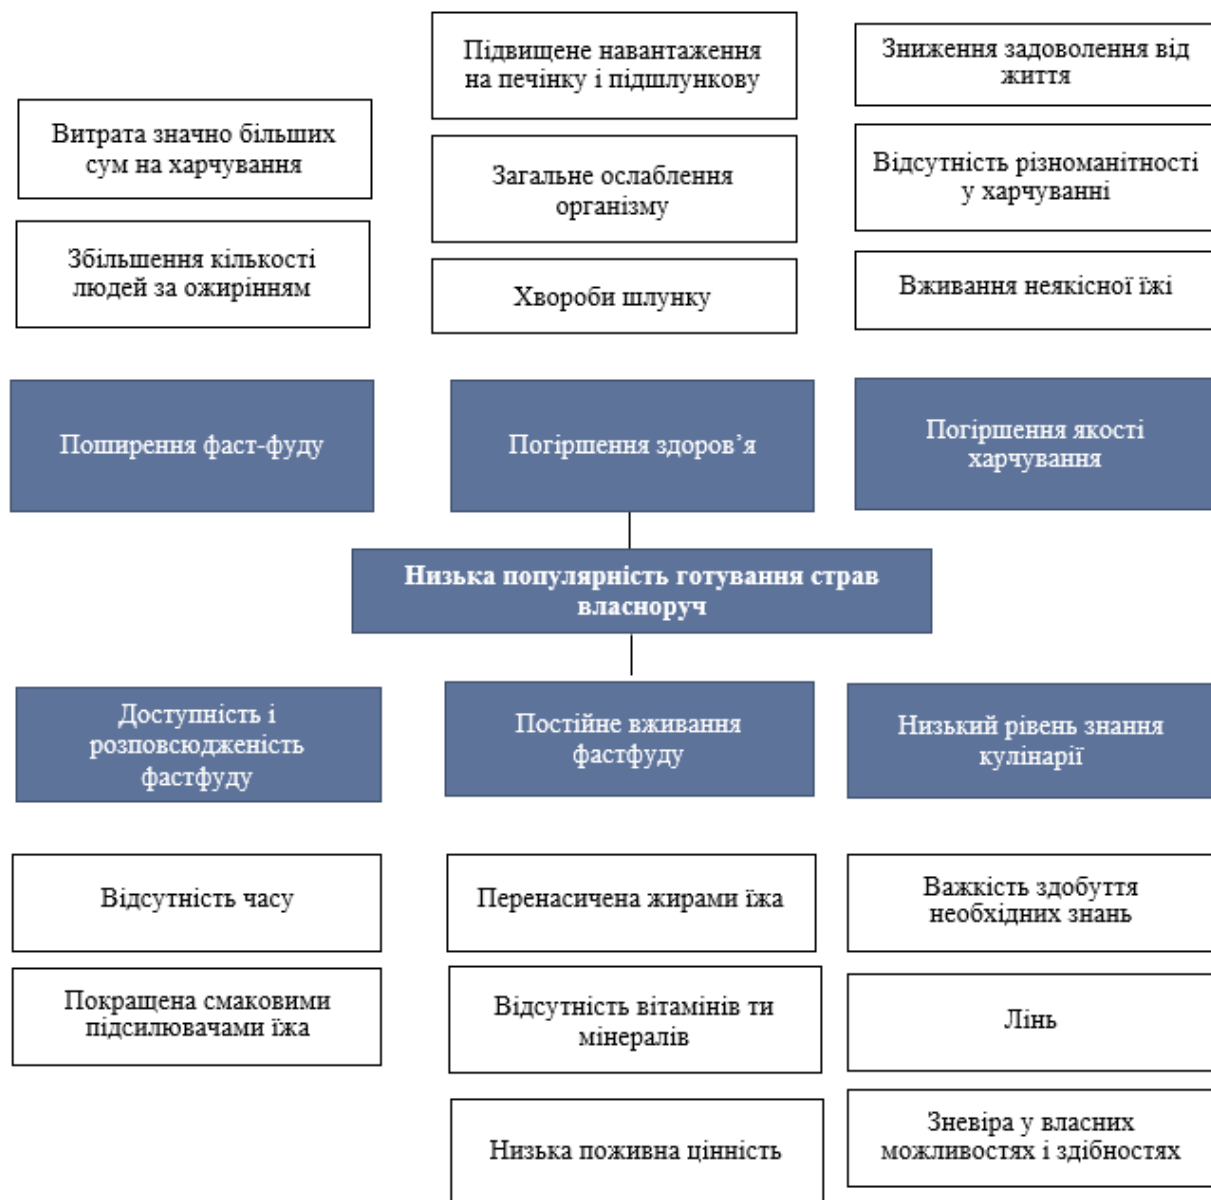 Підвищене навантаження
на печінку і підшлункову
Зниження задоволення від
життя
Витрата значно більших
сум на харчування
Загальне ослаблення
організму
Відсутність різноманітності
у харчуванні
Збільшення кількості
людей за ожирінням
Хвороби шлунку
Вживання неякісної їжі
Поширення фаст-фуду
Погіршення здоров’я
Погіршення якості
харчування
Низька популярність готування страв
власноруч
Доступність і
розповсюдженість
фастфуду
Постійне вживання
фастфуду
Низький рівень знання
кулінарії
Відсутність часу
Перенасичена жирами їжа
Важкість здобуття
необхідних знань
Покращена смаковими
підсилювачами їжа
Відсутність вітамінів ти
мінералів
Лінь
Низька поживна цінність
Зневіра у власних
можливостях і здібностях